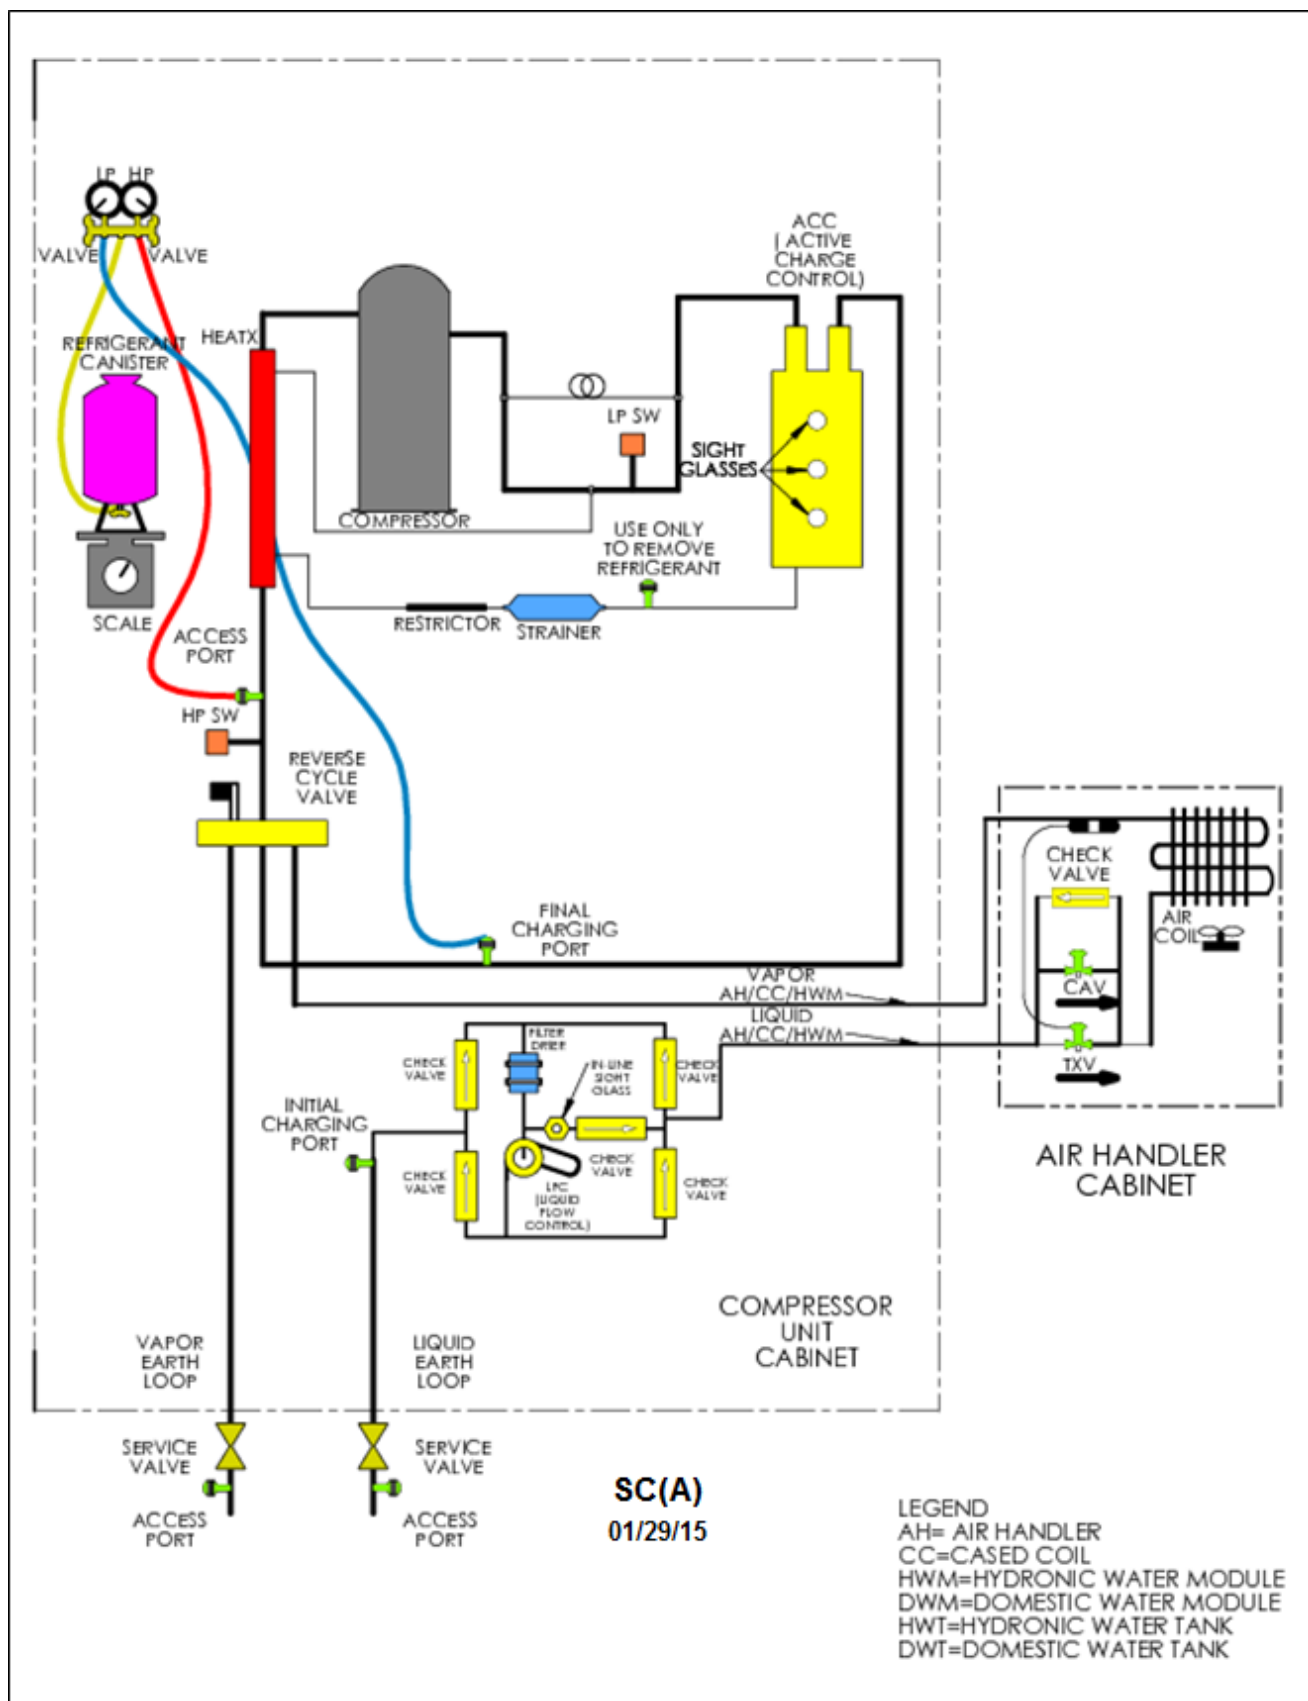 LP HP
VALVE
VALVE
REFRIGERANT
CANISTER
SCALE
HEATX
COMPRESSOR
ACC
( ACTIVE
CHARGE
CONTROL)
LP SW
SIGHT
GLASSES
USE ONLY
TO REMOVE
REFRIGERANT
RESTRICTOR
STRAINER
ACCESS
PORT
HP SW
REVERSE
CYCLE
VALVE
FINAL
CHARGING
PORT
VAPOR
AH/CC/HWM
LIQUID
AH/CC/HWM
CHECK
VALVE
AIR
COIL
CAV
TXV
AIR HANDLER
CABINET
FILTER
DRIER
CHECK
VALVE
IN-LINE
SIGHT
GLASS
CHECK
VALVE
INITIAL
CHARGING
PORT
CHECK
VALVE
LFC
(LIQUID
FLOW
CONTROL)
CHECK
VALVE
CHECK
VALVE
COMPRESSOR
UNIT
CABINET
VAPOR
EARTH
LOOP
LIQUID
EARTH
LOOP
SERVICE
VALVE
SERVICE
VALVE
ACCESS
PORT
ACCESS
PORT
SC(A)
01/29/15
LEGEND
AH= AIR HANDLER
CC=CASED COIL
HWM=HYDRONIC WATER MODULE
DWM=DOMESTIC WATER MODULE
HWT=HYDRONIC WATER TANK
DWT=DOMESTIC WATER TANK